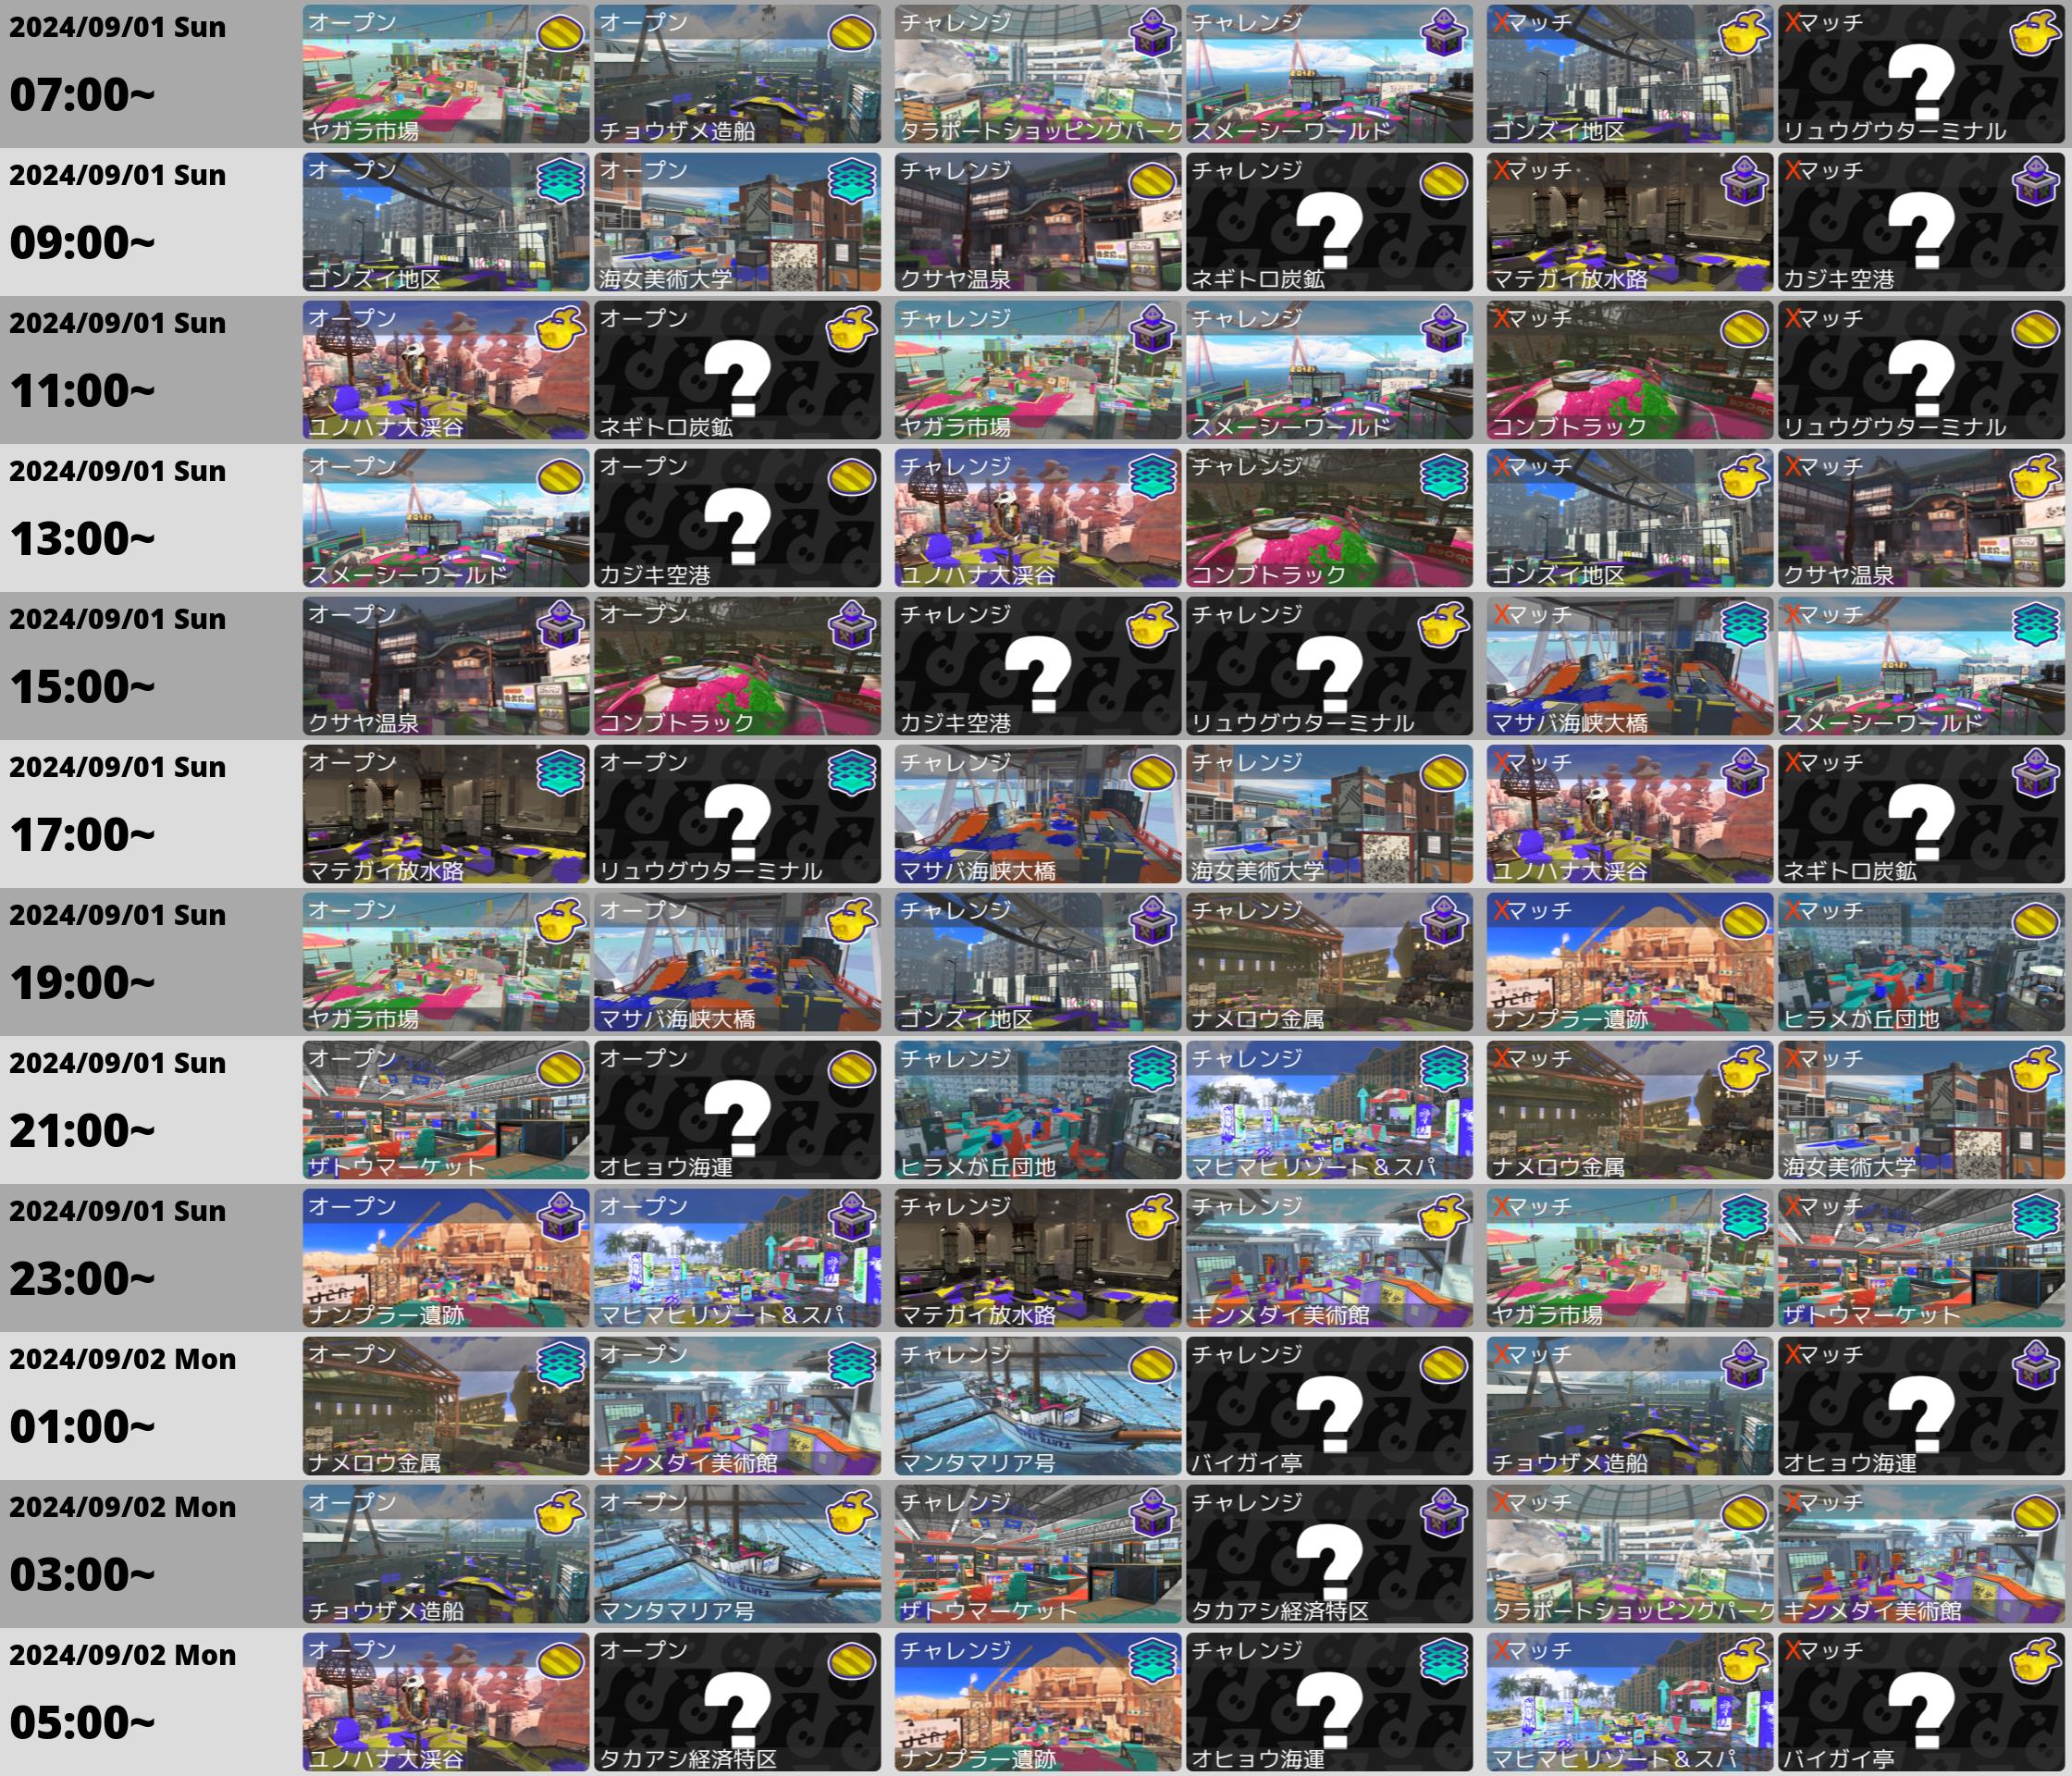 2024/09/01 Sun
07:00~
オープン オープン チャレンジ チャレンジ Xマッチ Xマッチ
ヤガラ市場 チョウザメ造船 タラポートショッピングパーク スメーシーワールド ゴンズイ地区 リュウグウターミナル
2024/09/01 Sun
09:00~
オープン オープン チャレンジ チャレンジ Xマッチ Xマッチ
ゴンズイ地区 海女美術大学 クサヤ温泉 ネギトロ炭鉱 マテガイ放水路 カジキ空港
2024/09/01 Sun
11:00~
オープン オープン チャレンジ チャレンジ Xマッチ Xマッチ
ユノハナ大渓谷 ネギトロ炭鉱 ヤガラ市場 スメーシーワールド コンブトラック リュウグウターミナル
2024/09/01 Sun
13:00~
オープン オープン チャレンジ チャレンジ Xマッチ Xマッチ
スメーシーワールド カジキ空港 ユノハナ大渓谷 コンブトラック ゴンズイ地区 クサヤ温泉
2024/09/01 Sun
15:00~
オープン オープン チャレンジ チャレンジ Xマッチ Xマッチ
クサヤ温泉 コンブトラック カジキ空港 リュウグウターミナル マサバ海峡大橋 スメーシーワールド
2024/09/01 Sun
17:00~
オープン オープン チャレンジ チャレンジ Xマッチ Xマッチ
マテガイ放水路 リュウグウターミナル マサバ海峡大橋 海女美術大学 ユノハナ大渓谷 ネギトロ炭鉱
2024/09/01 Sun
19:00~
オープン オープン チャレンジ チャレンジ Xマッチ Xマッチ
ヤガラ市場 マサバ海峡大橋 ゴンズイ地区 ナメロウ金属 ナンプラー遺跡 ヒラメが丘団地
2024/09/01 Sun
21:00~
オープン オープン チャレンジ チャレンジ Xマッチ Xマッチ
ザトウマーケット オヒョウ海運 ヒラメが丘団地 マヒマヒリゾート＆スパ ナメロウ金属 海女美術大学
2024/09/01 Sun
23:00~
オープン オープン チャレンジ チャレンジ Xマッチ Xマッチ
ナンプラー遺跡 マヒマヒリゾート＆スパ マテガイ放水路 キンメダイ美術館 ヤガラ市場 ザトウマーケット
2024/09/02 Mon
01:00~
オープン オープン チャレンジ チャレンジ Xマッチ Xマッチ
ナメロウ金属 キンメダイ美術館 マンタマリア号 バイガイ亭 チョウザメ造船 オヒョウ海運
2024/09/02 Mon
03:00~
オープン オープン チャレンジ チャレンジ Xマッチ Xマッチ
チョウザメ造船 マンタマリア号 ザトウマーケット タカアシ経済特区 タラポートショッピングパーク キンメダイ美術館
2024/09/02 Mon
05:00~
オープン オープン チャレンジ チャレンジ Xマッチ Xマッチ
ユノハナ大渓谷 タカアシ経済特区 ナンプラー遺跡 オヒョウ海運 マヒマヒリゾート＆スパ バイガイ亭